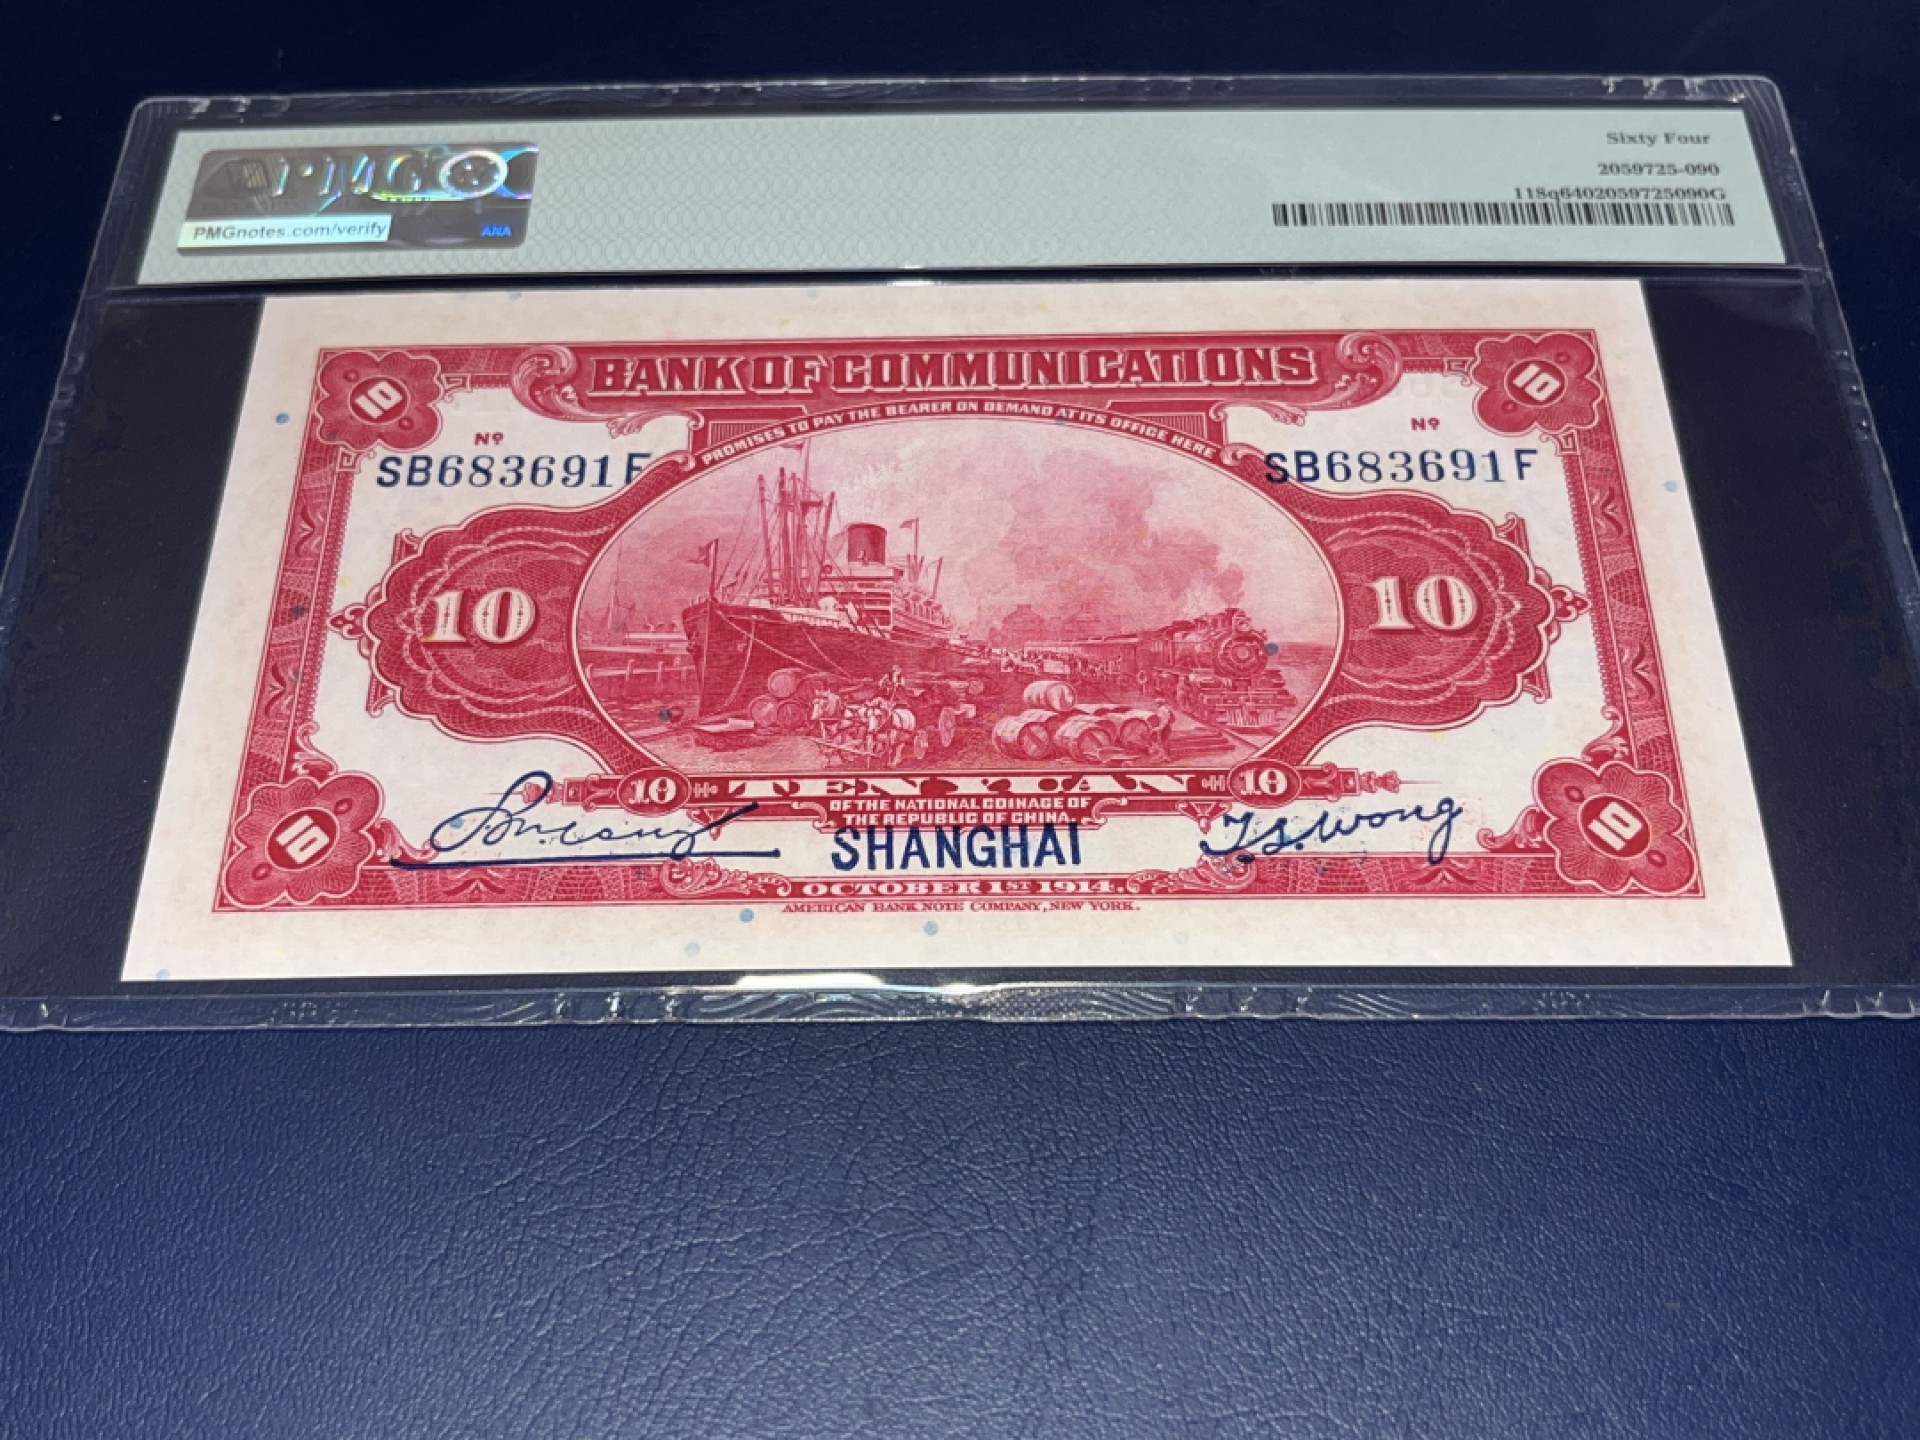 Sixty Four
2059725-090
118q6402059725090G
PMG
PMGnotes.com/verify
ANA
BANK OF COMMUNICATIONS
PROMISES TO PAY THE BEARER ON DEMAND AT ITS OFFICE HERE
10
10
Nº
Nº
SB683691F
SB683691F
10
10
10 TEN YUAN 10
OF THE NATIONAL COINAGE OF
THE REPUBLIC OF CHINA.
SHANGHAI
T.S. Wong
10
10
OCTOBER 1ST 1914.
AMERICAN BANK NOTE COMPANY, NEW YORK.